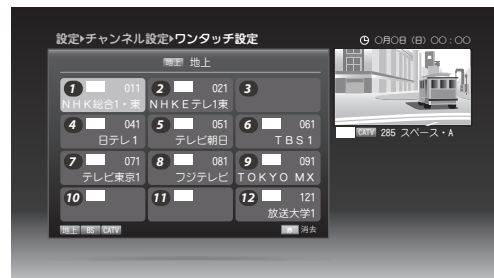 設定▸チャンネル設定▸ワンタッチ設定
○月○日 (日) ○○:○○
地上 地上
1 011
NHK総合1・東
2 021
NHKEテレ1東
3
4 041
日テレ1
5 051
テレビ朝日
6 061
TBS1
7 071
テレビ東京1
8 081
フジテレビ
9 091
TOKYO MX
10
11
12 121
放送大学1
CATV 285 スペース・A
地上 BS CATV
消去